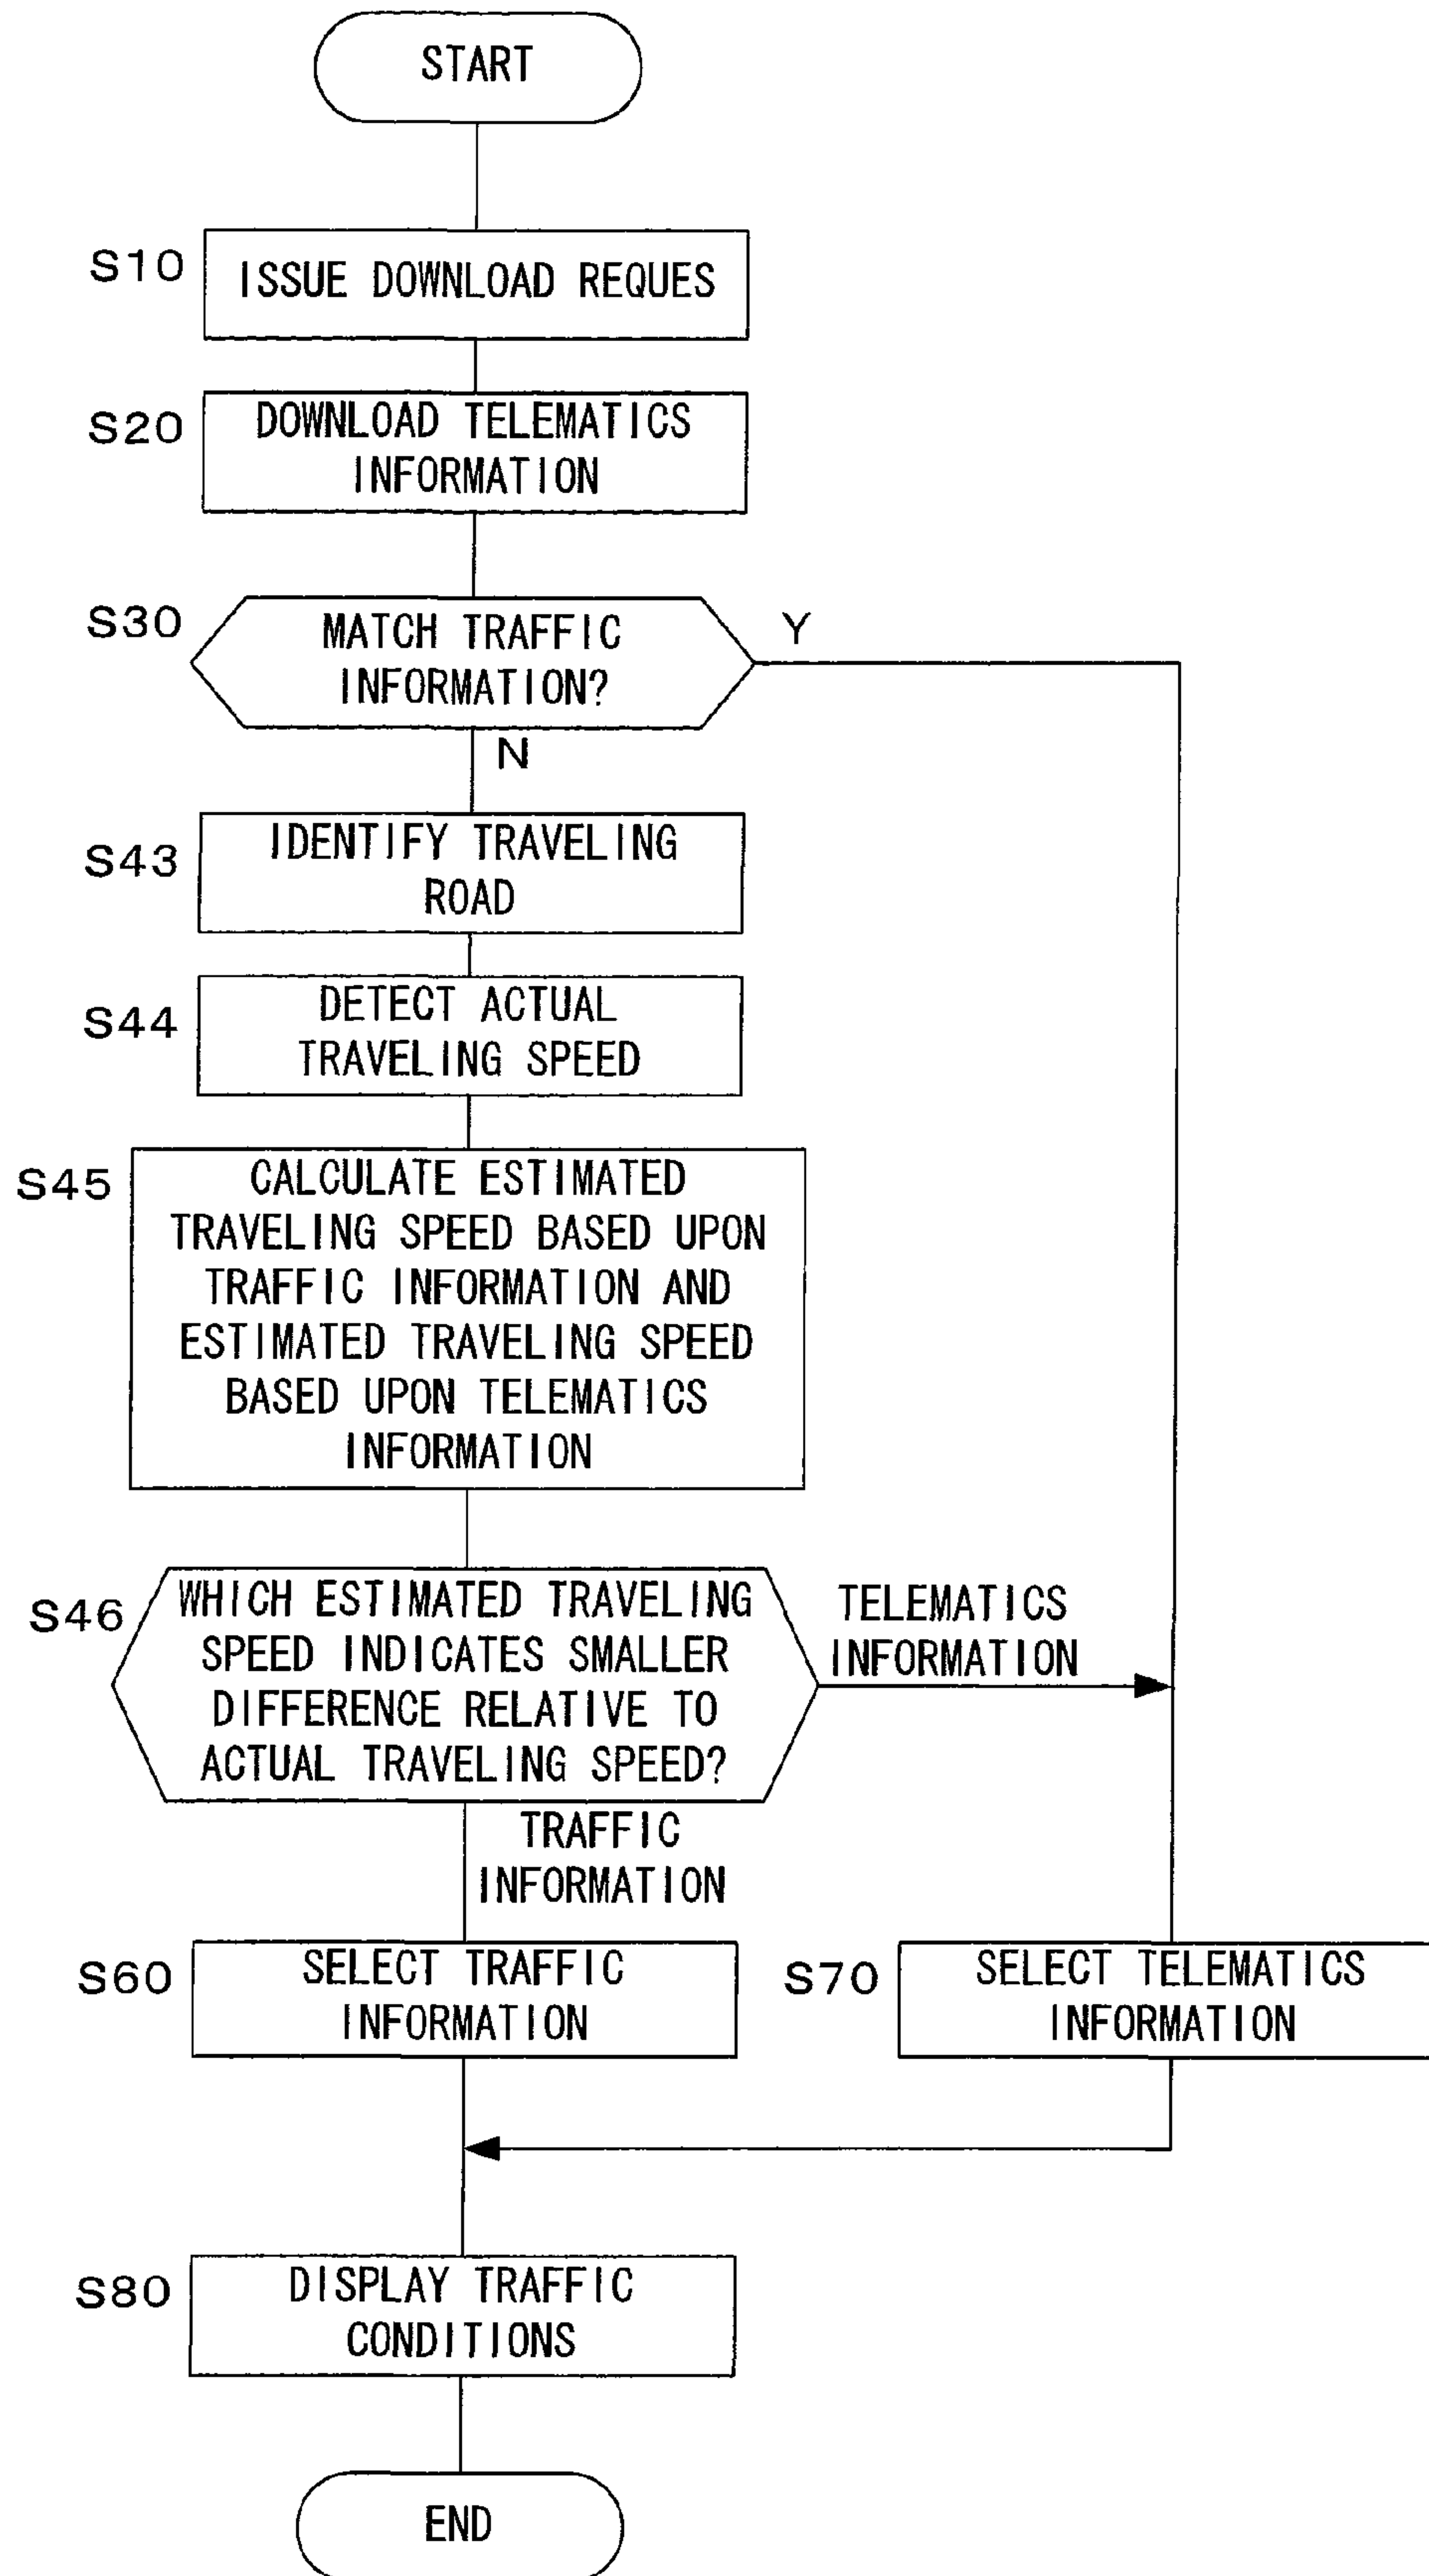 START
S10
ISSUE DOWNLOAD REQUES
S20
DOWNLOAD TELEMATICS
INFORMATION
S30
MATCH TRAFFIC
INFORMATION?
Y
N
S43
IDENTIFY TRAVELING
ROAD
S44
DETECT ACTUAL
TRAVELING SPEED
S45
CALCULATE ESTIMATED
TRAVELING SPEED BASED UPON
TRAFFIC INFORMATION AND
ESTIMATED TRAVELING SPEED
BASED UPON TELEMATICS
INFORMATION
S46
WHICH ESTIMATED TRAVELING
SPEED INDICATES SMALLER
DIFFERENCE RELATIVE TO
ACTUAL TRAVELING SPEED?
TELEMATICS
INFORMATION
TRAFFIC
INFORMATION
S60
SELECT TRAFFIC
INFORMATION
S70
SELECT TELEMATICS
INFORMATION
S80
DISPLAY TRAFFIC
CONDITIONS
END